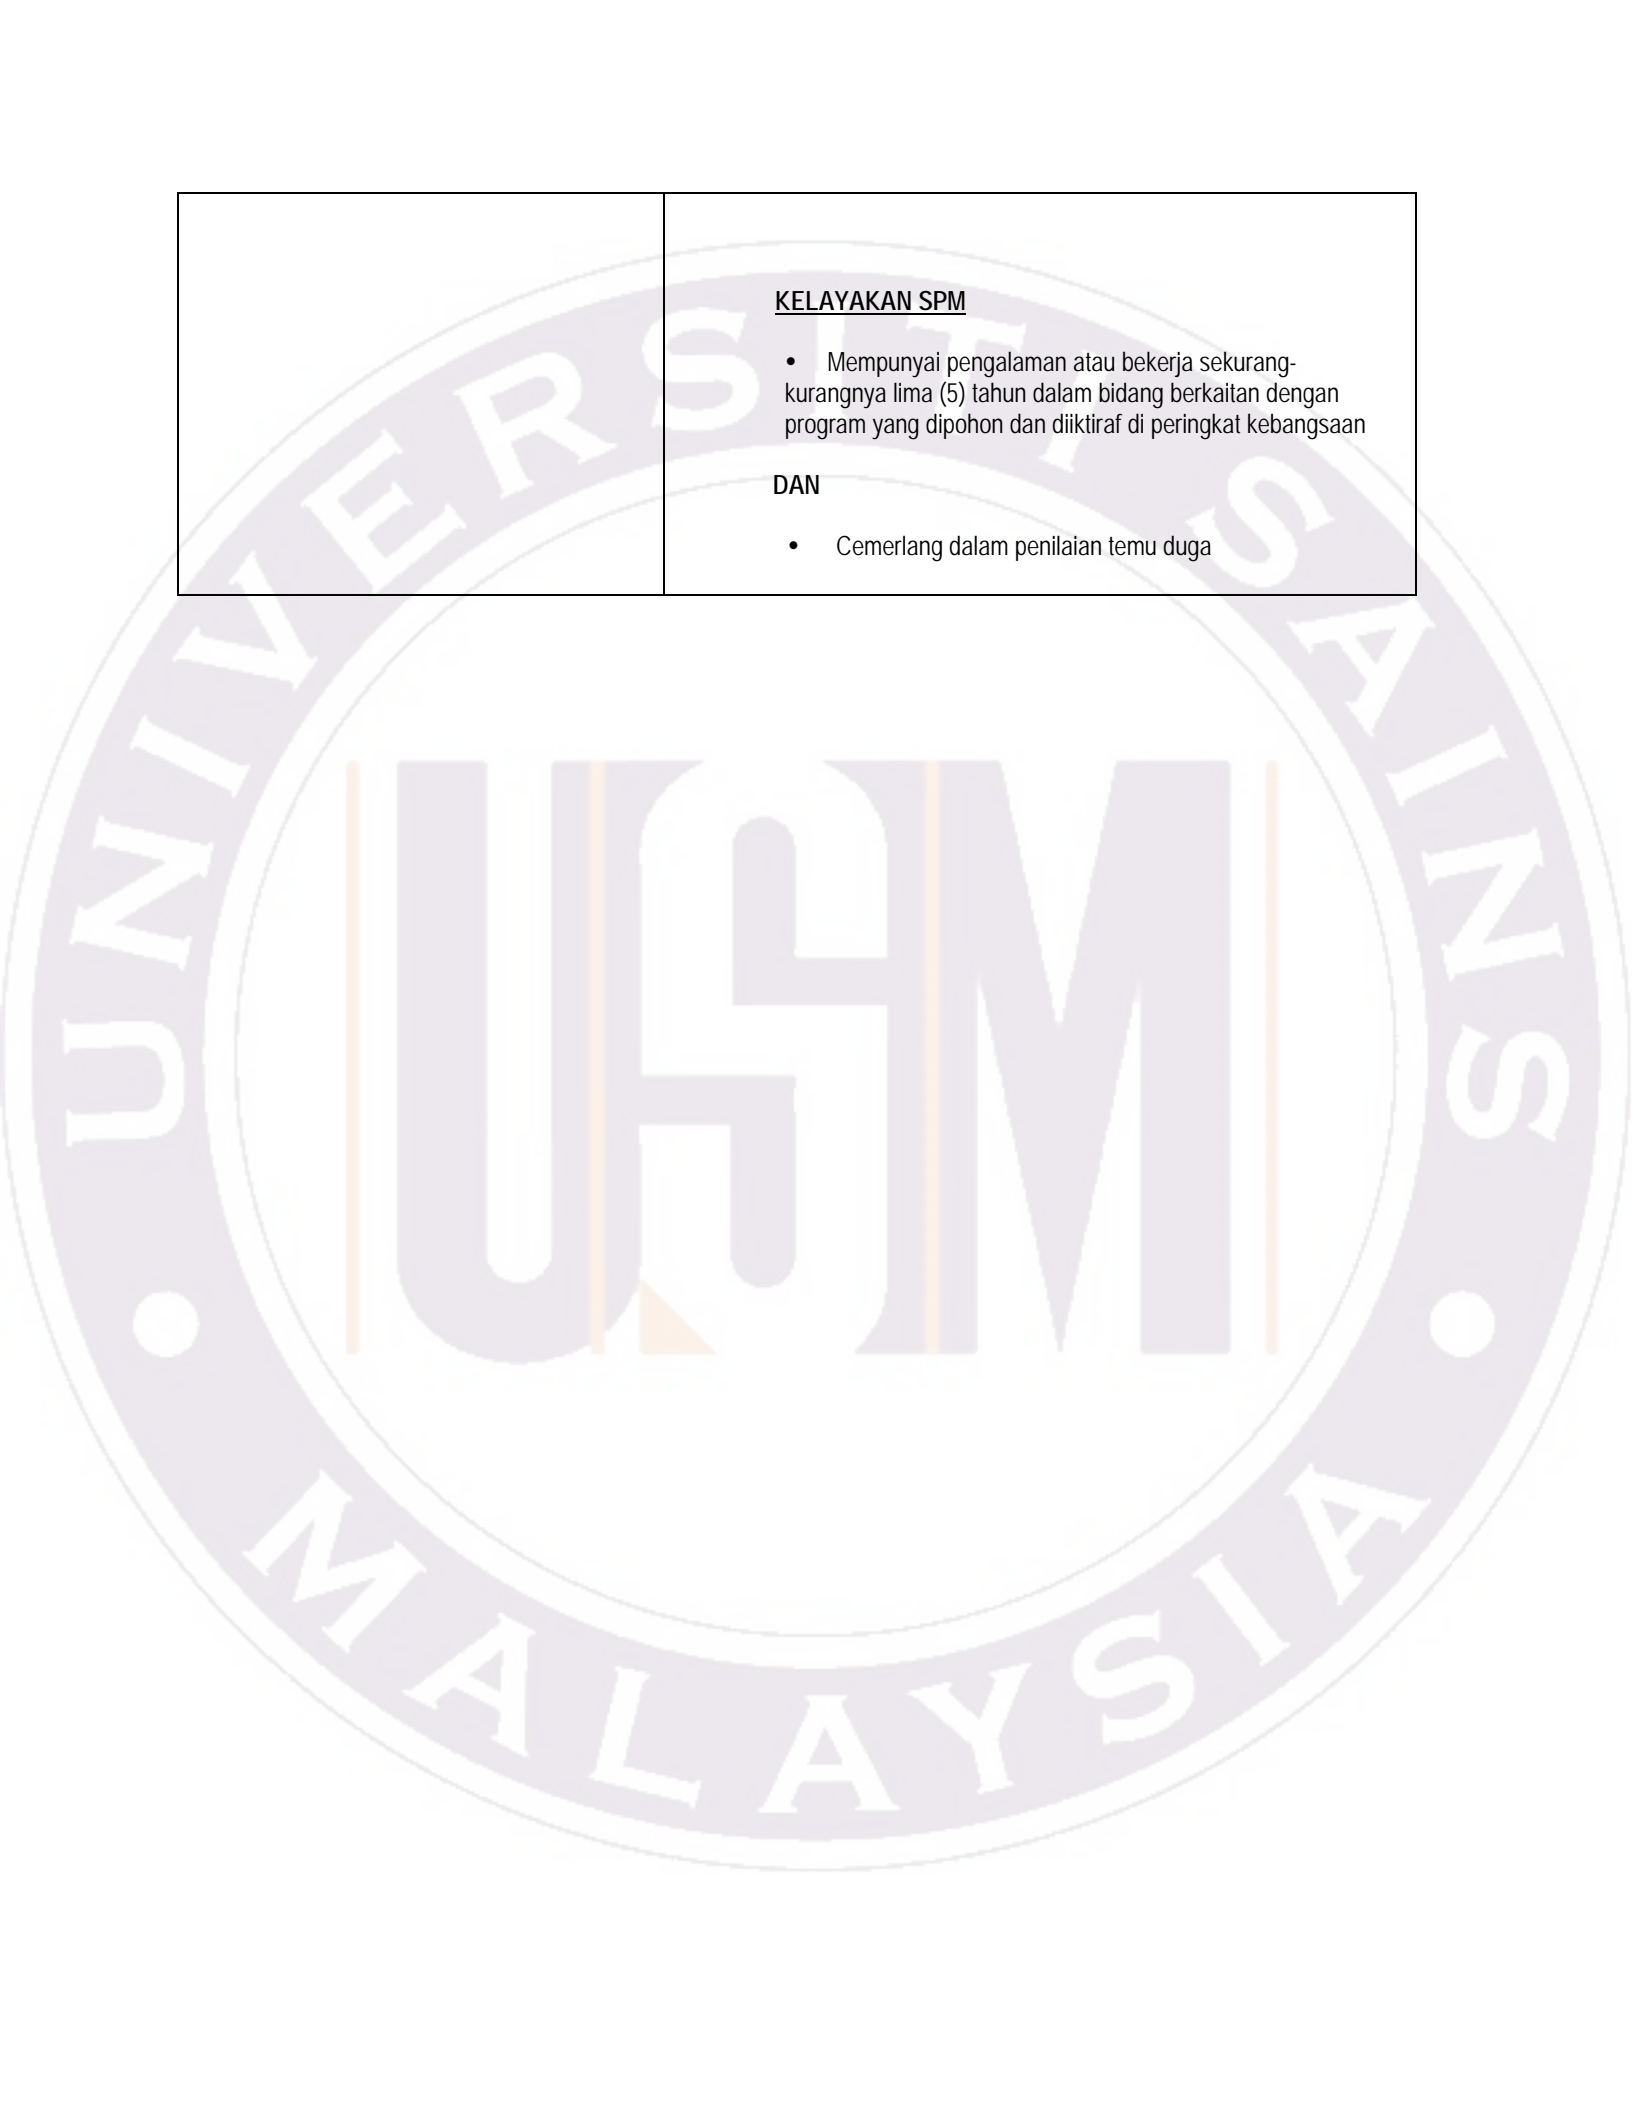 KELAYAKAN SPM
• Mempunyai pengalaman atau bekerja sekurang-
kurangnya lima (5) tahun dalam bidang berkaitan dengan
program yang dipohon dan diiktiraf di peringkat kebangsaan
DAN
• Cemerlang dalam penilaian temu duga
UNIVERSITI SAINS
USM
MALAYSIA